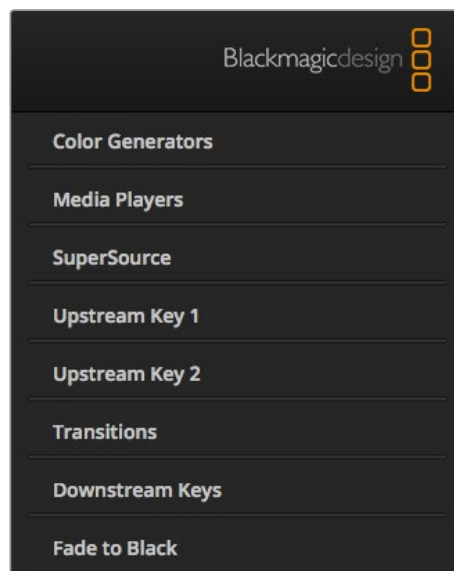 Blackmagicdesign
Color Generators
Media Players
SuperSource
Upstream Key 1
Upstream Key 2
Transitions
Downstream Keys
Fade to Black